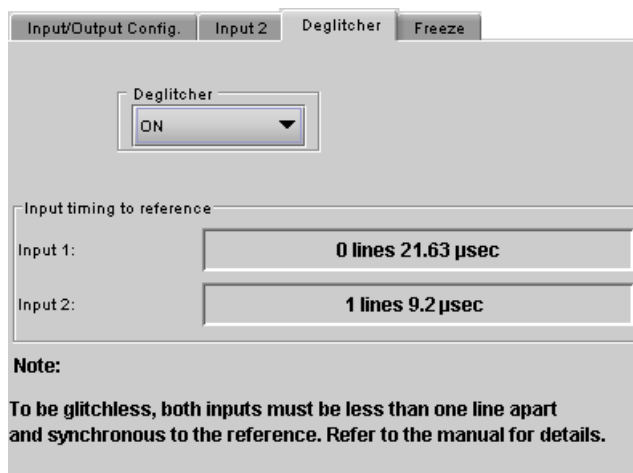 Input/Output Config.
Input 2
Deglitcher
Freeze
Deglitcher
ON
Input timing to reference
Input 1:
0 lines 21.63 µsec
Input 2:
1 lines 9.2 µsec
Note:
To be glitchless, both inputs must be less than one line apart
and synchronous to the reference. Refer to the manual for details.